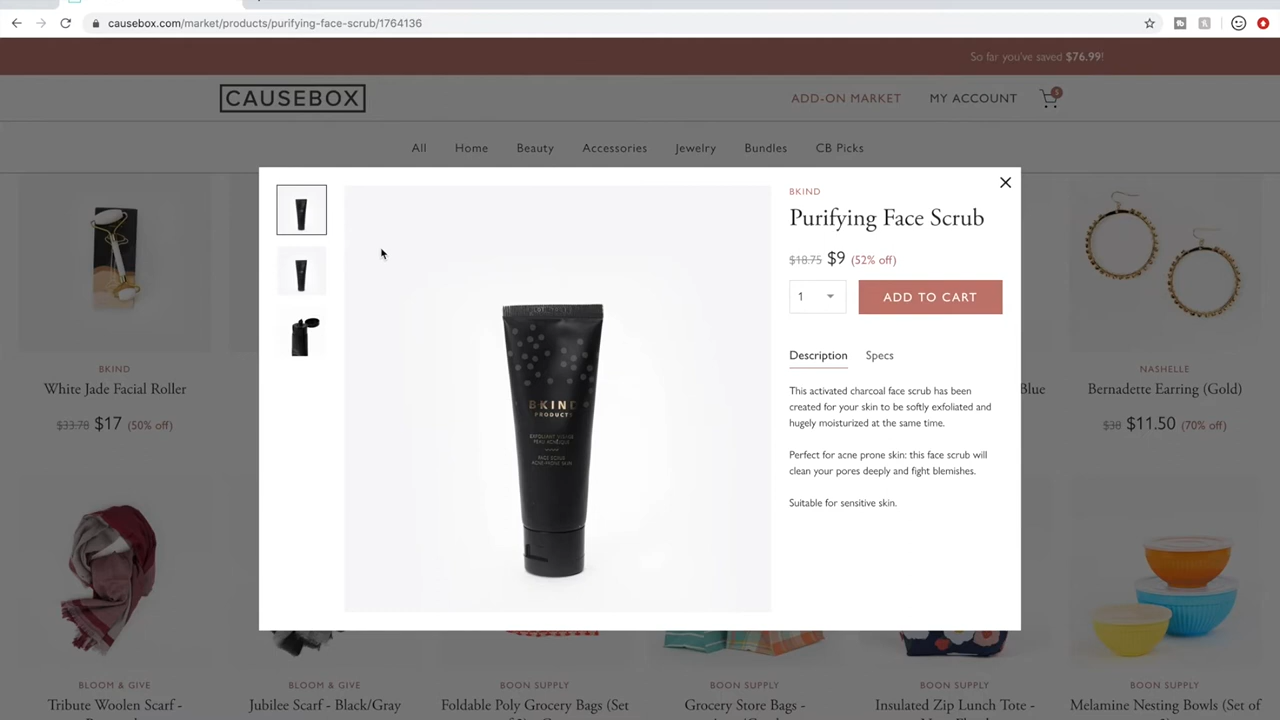 causebox.com/market/products/purifying-face-scrub/1764136
So far you've saved $76.99!
CAUSEBOX
ADD-ON MARKET
MY ACCOUNT
All
Home
Beauty
Accessories
Jewelry
Bundles
CB Picks
BKIND
Purifying Face Scrub
$18.75 $9 (52% off)
1
ADD TO CART
Description
Specs
This activated charcoal face scrub has been
created for your skin to be softly exfoliated and
hugely moisturized at the same time.
Perfect for acne prone skin: this face scrub will
clean your pores deeply and fight blemishes.
Suitable for sensitive skin.
BKIND
PRODUCTS
FACE SCRUB
ACNE-PRONE SKIN
BKIND
White Jade Facial Roller
$33.78 $17 (50% off)
Blue
NASHELLE
Bernadette Earring (Gold)
$38 $11.50 (70% off)
BLOOM & GIVE
Tribute Woolen Scarf -
BLOOM & GIVE
Jubilee Scarf - Black/Gray
BOON SUPPLY
Foldable Poly Grocery Bags (Set
BOON SUPPLY
Grocery Store Bags -
BOON SUPPLY
Insulated Zip Lunch Tote -
BOON SUPPLY
Melamine Nesting Bowls (Set of